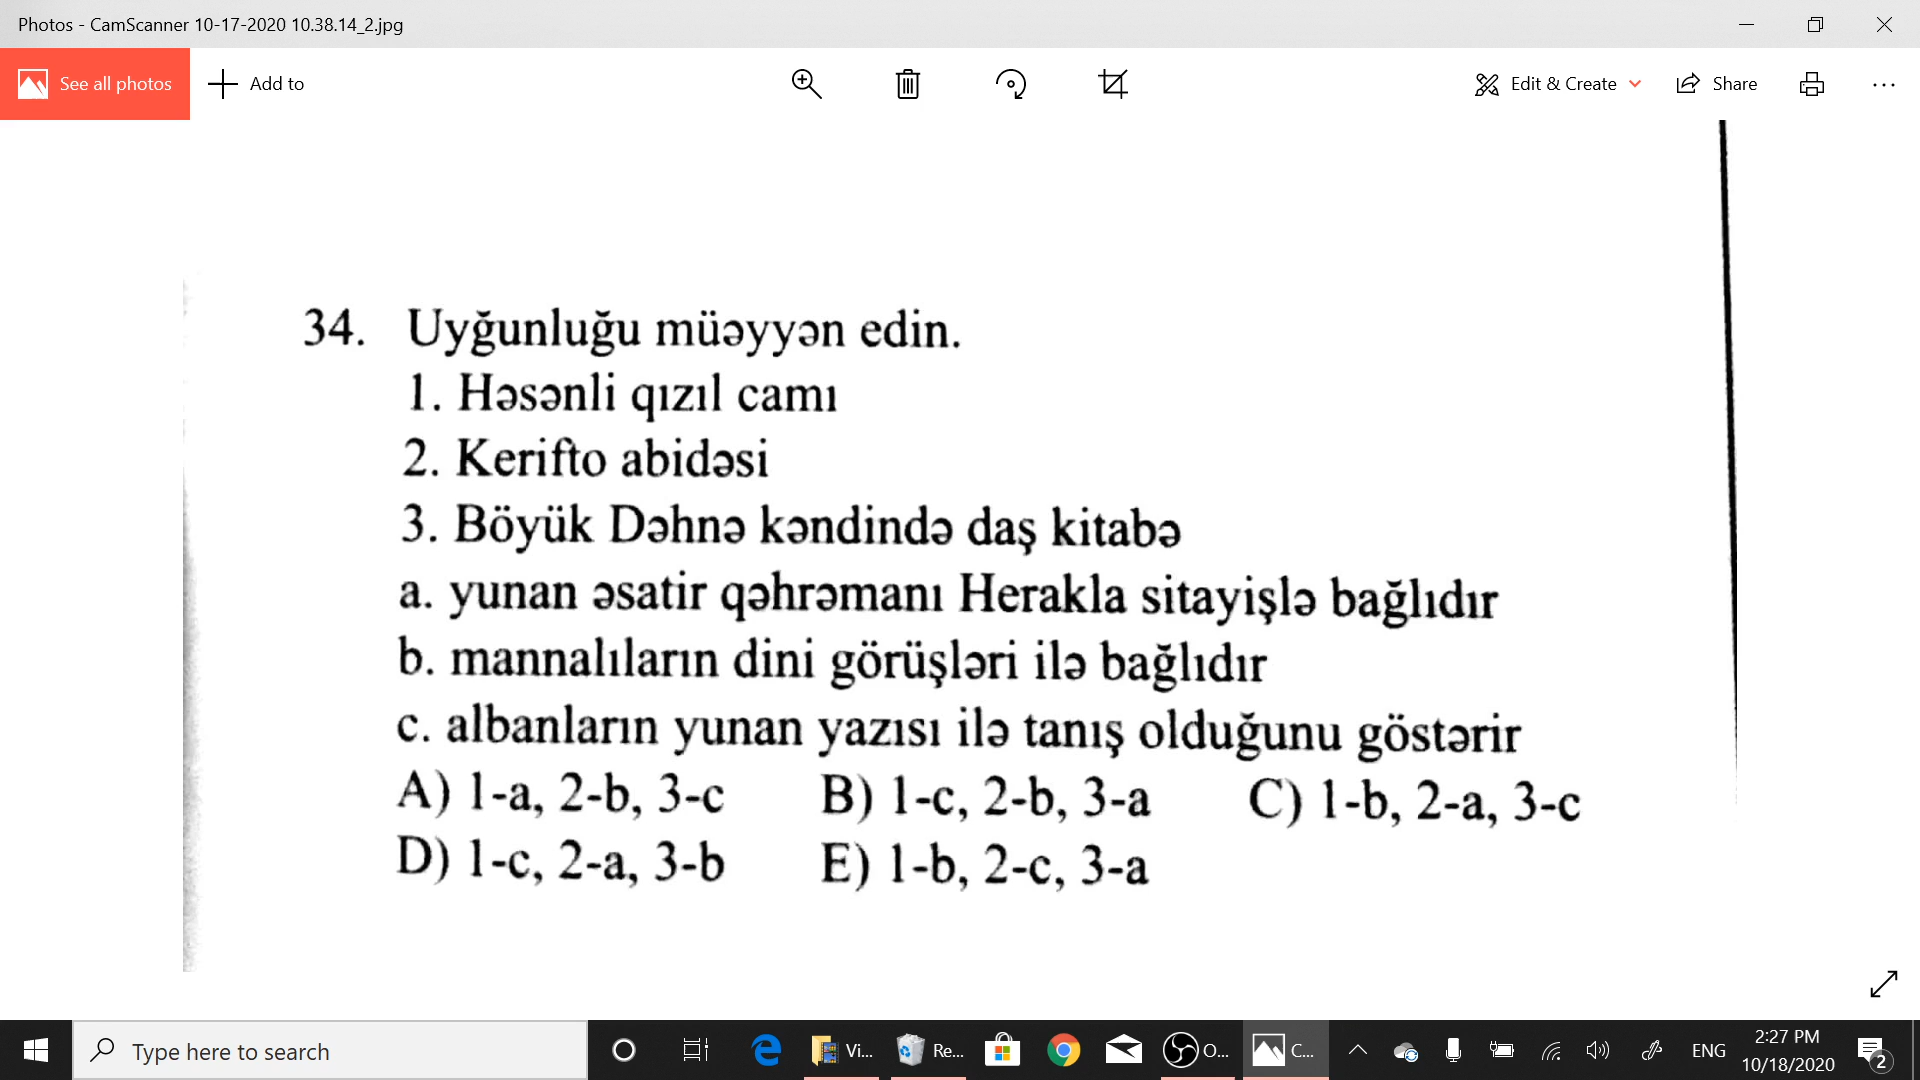 Photos - CamScanner 10-17-2020 10.38.14_2.jpg
See all photos
Add to
Edit & Create
Share
34. Uyğunluğu müəyyən edin.
1. Həsənli qızıl camı
2. Kerifto abidəsi
3. Böyük Dəhnə kəndində daş kitabə
a. yunan əsatir qəhrəmanı Herakla sitayişlə bağlıdır
b. mannalıların dini görüşləri ilə bağlıdır
c. albanların yunan yazısı ilə tanış olduğunu göstərir
A) 1-a, 2-b, 3-c B) 1-c, 2-b, 3-a C) 1-b, 2-a, 3-c
D) 1-c, 2-a, 3-b E) 1-b, 2-c, 3-a
Type here to search
Vi...
Re...
O...
C...
ENG
2:27 PM
10/18/2020
2